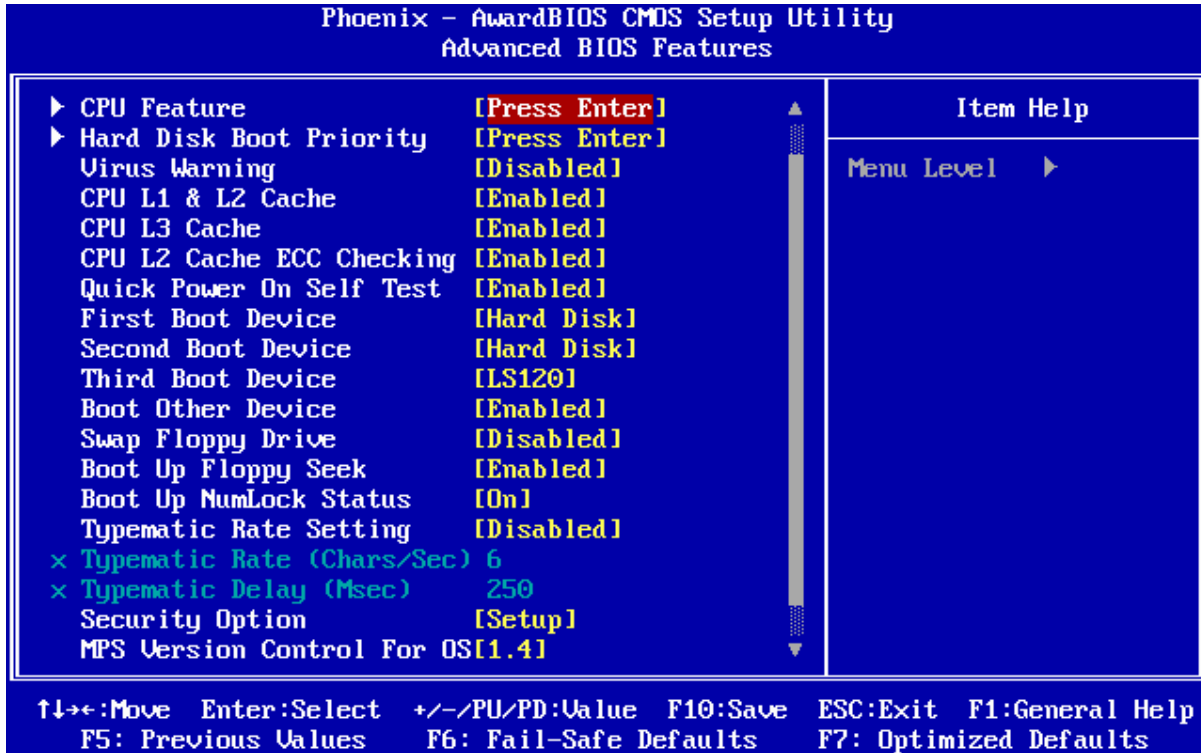 Phoenix - AwardBIOS CMOS Setup Utility
Advanced BIOS Features
▶ CPU Feature [Press Enter]
▶ Hard Disk Boot Priority [Press Enter]
Virus Warning [Disabled]
CPU L1 & L2 Cache [Enabled]
CPU L3 Cache [Enabled]
CPU L2 Cache ECC Checking [Enabled]
Quick Power On Self Test [Enabled]
First Boot Device [Hard Disk]
Second Boot Device [Hard Disk]
Third Boot Device [LS120]
Boot Other Device [Enabled]
Swap Floppy Drive [Disabled]
Boot Up Floppy Seek [Enabled]
Boot Up NumLock Status [On]
Typematic Rate Setting [Disabled]
x Typematic Rate (Chars/Sec) 6
x Typematic Delay (Msec) 250
Security Option [Setup]
MPS Version Control For OS[1.4]
Item Help
Menu Level ▶
↑↓→←:Move Enter:Select +/-/PU/PD:Value F10:Save ESC:Exit F1:General Help
F5: Previous Values F6: Fail-Safe Defaults F7: Optimized Defaults